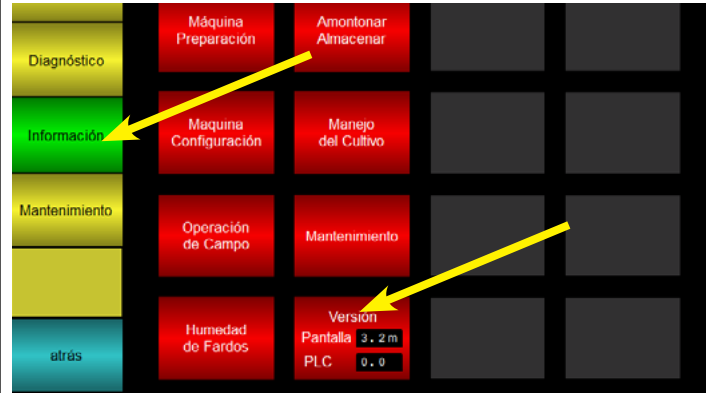 Diagnóstico
Información
Mantenimiento
atrás
Máquina
Preparación
Amontonar
Almacenar
Maquina
Configuración
Manejo
del Cultivo
Operación
de Campo
Mantenimiento
Humedad
de Fardos
Versión
Pantalla 3.2m
PLC 0.0